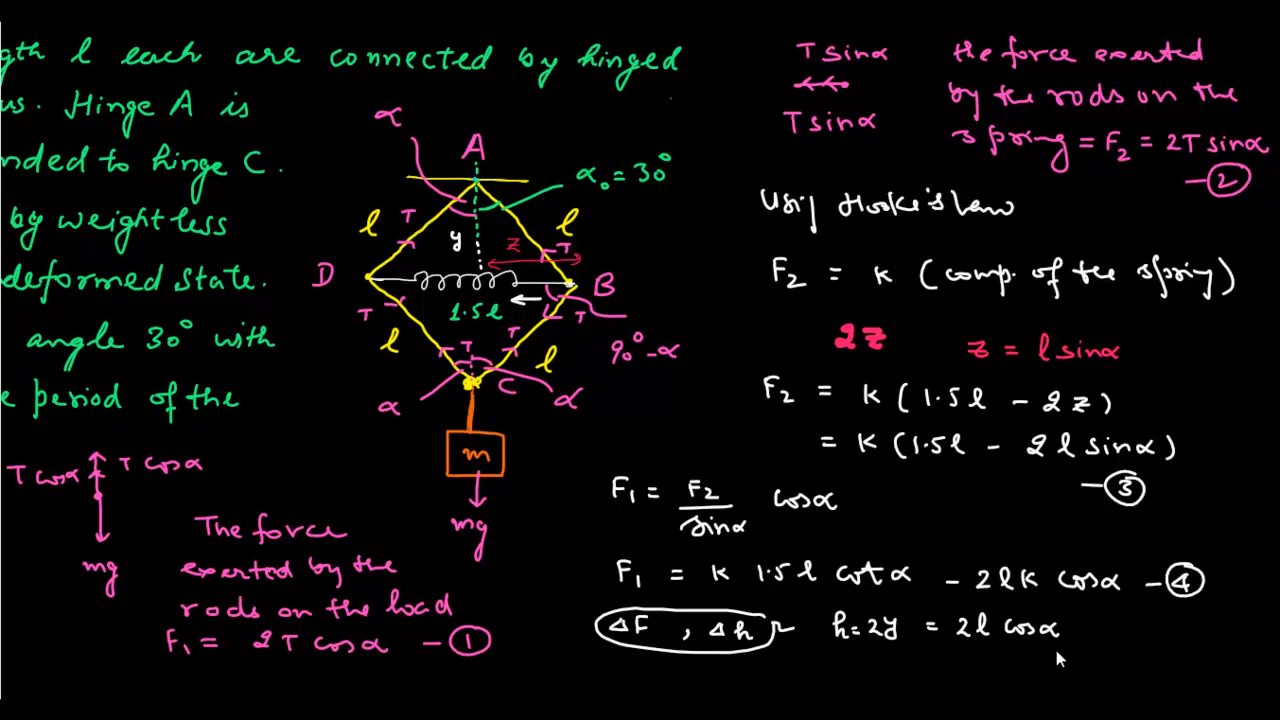 gth l each are connected by hinged
us. Hinge A is
nded to hinge C.
by weightless
deformed state.
angle 30° with
e period of the
α
A
α₀ = 30°
l
T
y
z
T
l
D
B
1.5l
T
T
90° - α
l
T
T
l
α
C
α
m
mg
T cosα
T cosα
mg
The force
exerted by the
rods on the load
F₁ = 2T cosα - ①
T sinα
T sinα
the force exerted
by the rods on the
spring = F₂ = 2T sinα
- ②
Using Hooke's Law
F₂ = K (comp. of the spring)
2z
z = l sinα
F₂ = K (1.5l - 2z)
= K (1.5l - 2l sinα)
- ③
F₁ = F₂/sinα cosα
F₁ = K 1.5l cot α - 2lK cosα - ④
ΔF , Δh
h = 2y = 2l cosα